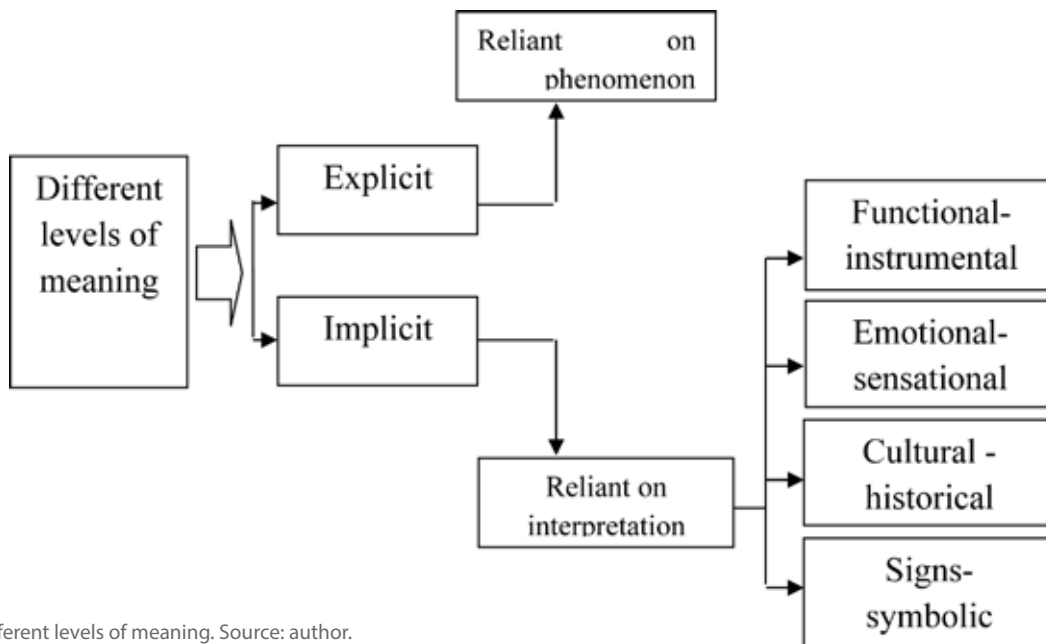 Reliant on
phenomenon
Different
levels of
meaning
Explicit
Implicit
Reliant on
interpretation
Functional-
instrumental
Emotional-
sensational
Cultural -
historical
Signs-
symbolic
levels of meaning. Source: author.